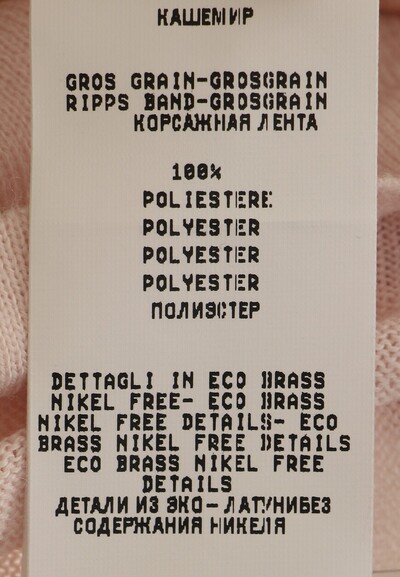 КАШЕМИР
GROS GRAIN-GROSGRAIN
RIPPS BAND-GROSGRAIN
КОРСАЖНАЯ ЛЕНТА
100%
POLIESTERE
POLYESTER
POLYESTER
POLYESTER
ПОЛИЭСТЕР
DETTAGLI IN ECO BRASS
NIKEL FREE- ECO BRASS
NIKEL FREE DETAILS- ECO
BRASS NIKEL FREE DETAILS
ECO BRASS NIKEL FREE
DETAILS
ДЕТАЛИ ИЗ ЭКО- ЛАТУНИБЕЗ
СОДЕРЖАНИЯ НИКЕЛЯ